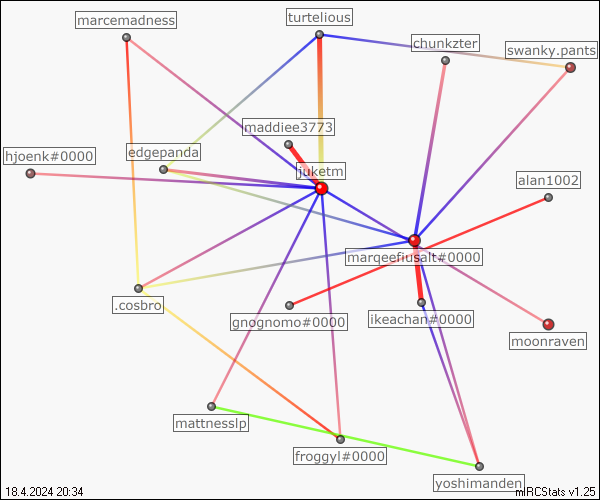 marcemadness
turtelious
chunkzter
swanky.pants
maddiee3773
edgepanda
hjoenk#0000
juketm
alan1002
marqeefiusalt#0000
.cosbro
gnognomo#0000
ikeachan#0000
moonraven
mattnesslp
froggyl#0000
yoshimanden
18.4.2024 20:34
mIRCStats v1.25